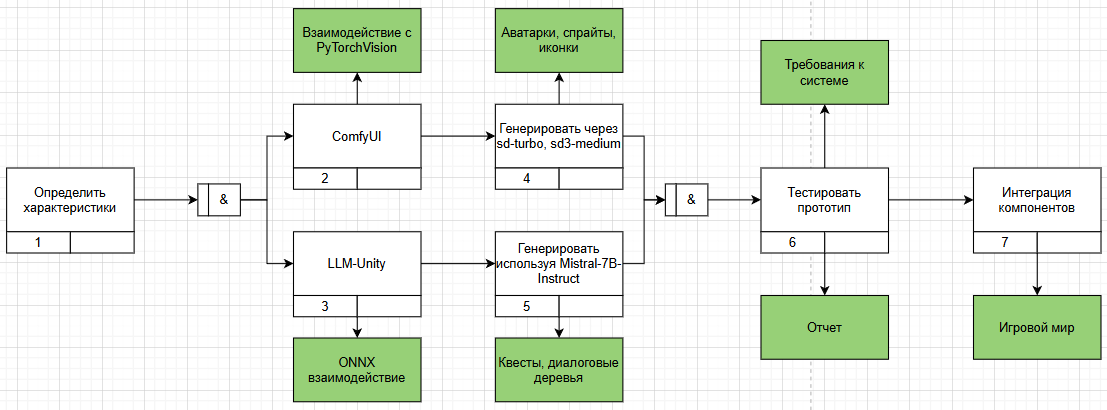 Взаимодействие с
PyTorchVision
Аватарки, спрайты,
иконки
Требования к
системе
ComfyUI
2
Генерировать через
sd-turbo, sd3-medium
4
Определить
характеристики
1
&
&
Тестировать
прототип
6
Интеграция
компонентов
7
LLM-Unity
3
Генерировать
используя Mistral-7B-
Instruct
5
ONNX
взаимодействие
Квесты, диалоговые
деревья
Отчет
Игровой мир